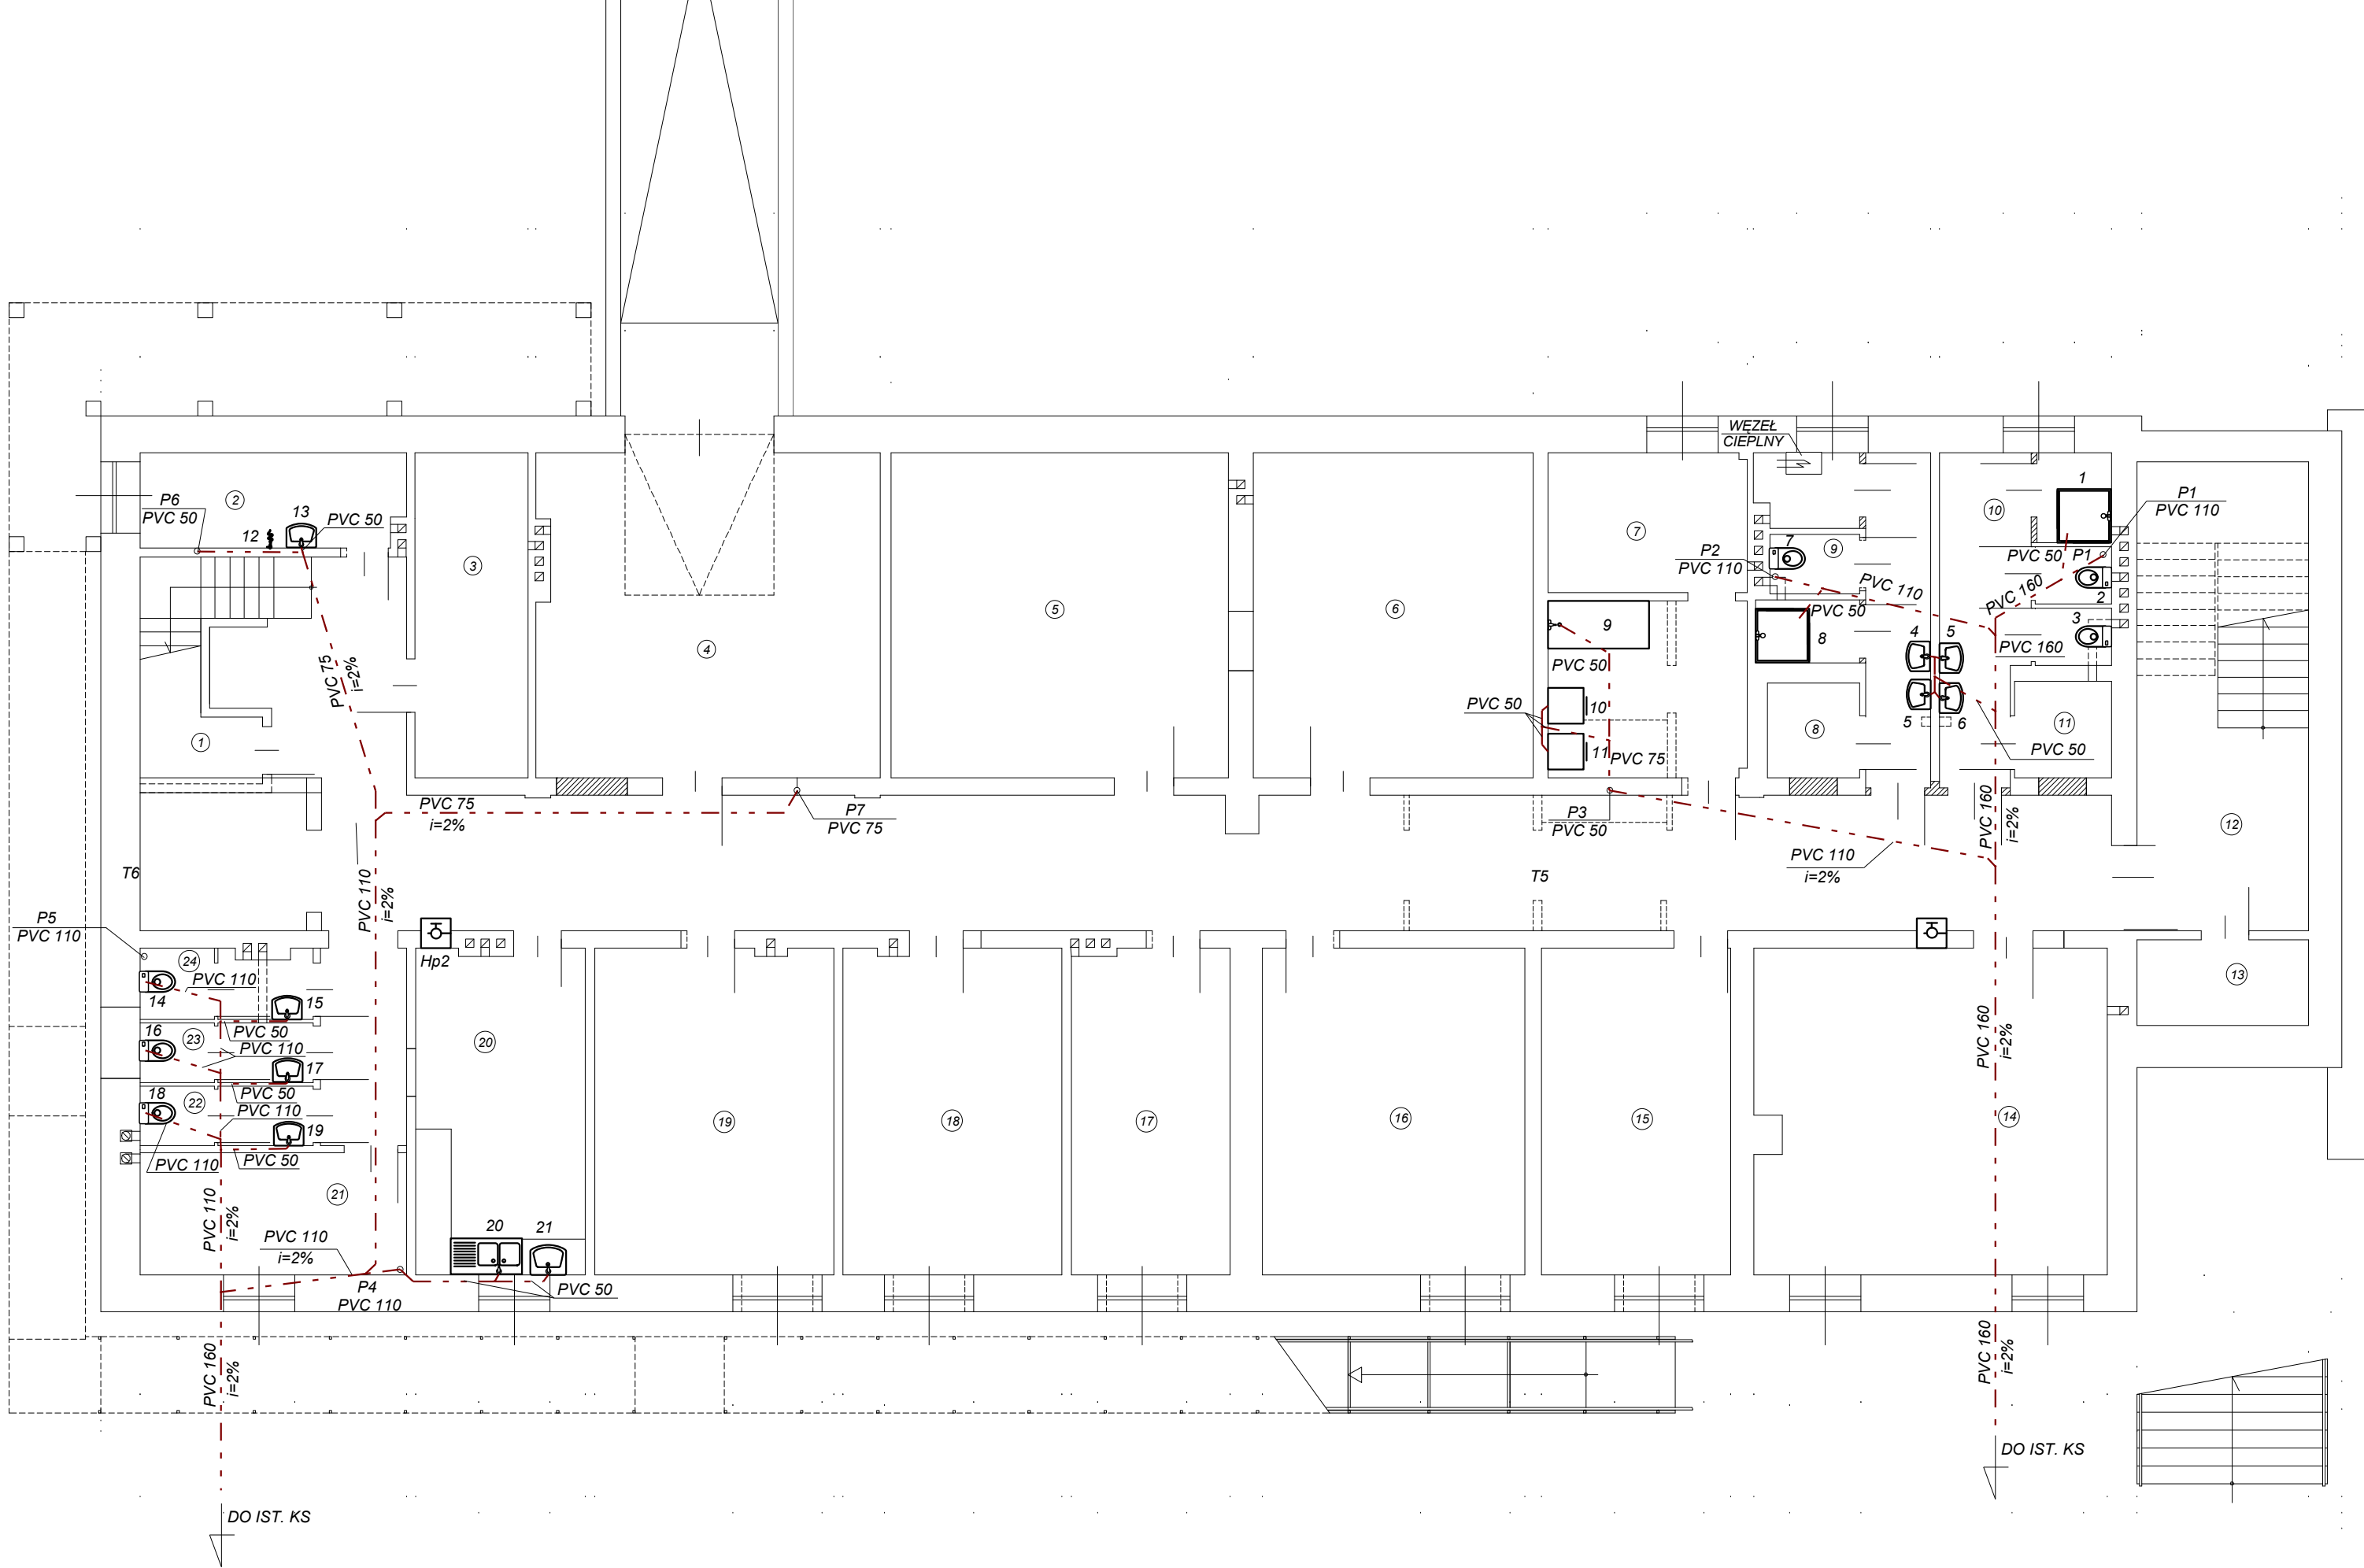 WĘZEŁ
CIEPLNY
P6
PVC 50
2
13
PVC 50
12
3
4
5
6
7
P2
PVC 110
7
9
PVC 110
PVC 50
8
10
1
P1
PVC 110
PVC 50
P1
2
PVC 160
3
PVC 160
4
5
5
6
PVC 50
8
11
9
PVC 50
PVC 50
10
11
PVC 75
P3
PVC 50
PVC 75
i=2%
1
PVC 75
i=2%
P7
PVC 75
PVC 160
i=2%
PVC 110
i=2%
12
T6
T5
PVC 110
i=2%
P5
PVC 110
Hp2
24
PVC 110
14
15
16
PVC 50
23
PVC 110
17
18
PVC 50
22
PVC 110
19
PVC 110
PVC 50
20
19
18
17
16
15
14
13
PVC 160
i=2%
21
PVC 110
i=2%
PVC 110
i=2%
20
21
P4
PVC 110
PVC 50
PVC 160
i=2%
PVC 160
i=2%
DO IST. KS
DO IST. KS